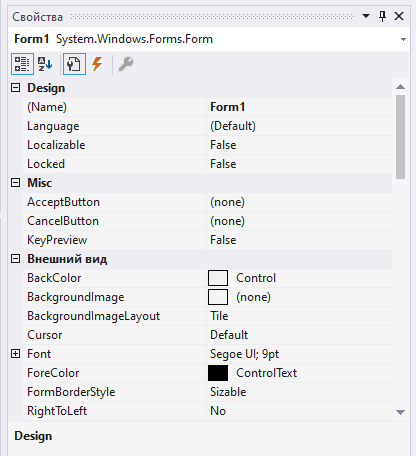 Свойства
Form1 System.Windows.Forms.Form
Design
(Name) Form1
Language (Default)
Localizable False
Locked False
Misc
AcceptButton (none)
CancelButton (none)
KeyPreview False
Внешний вид
BackColor Control
BackgroundImage (none)
BackgroundImageLayout Tile
Cursor Default
Font Segoe UI; 9pt
ForeColor ControlText
FormBorderStyle Sizable
RightToLeft No
Design